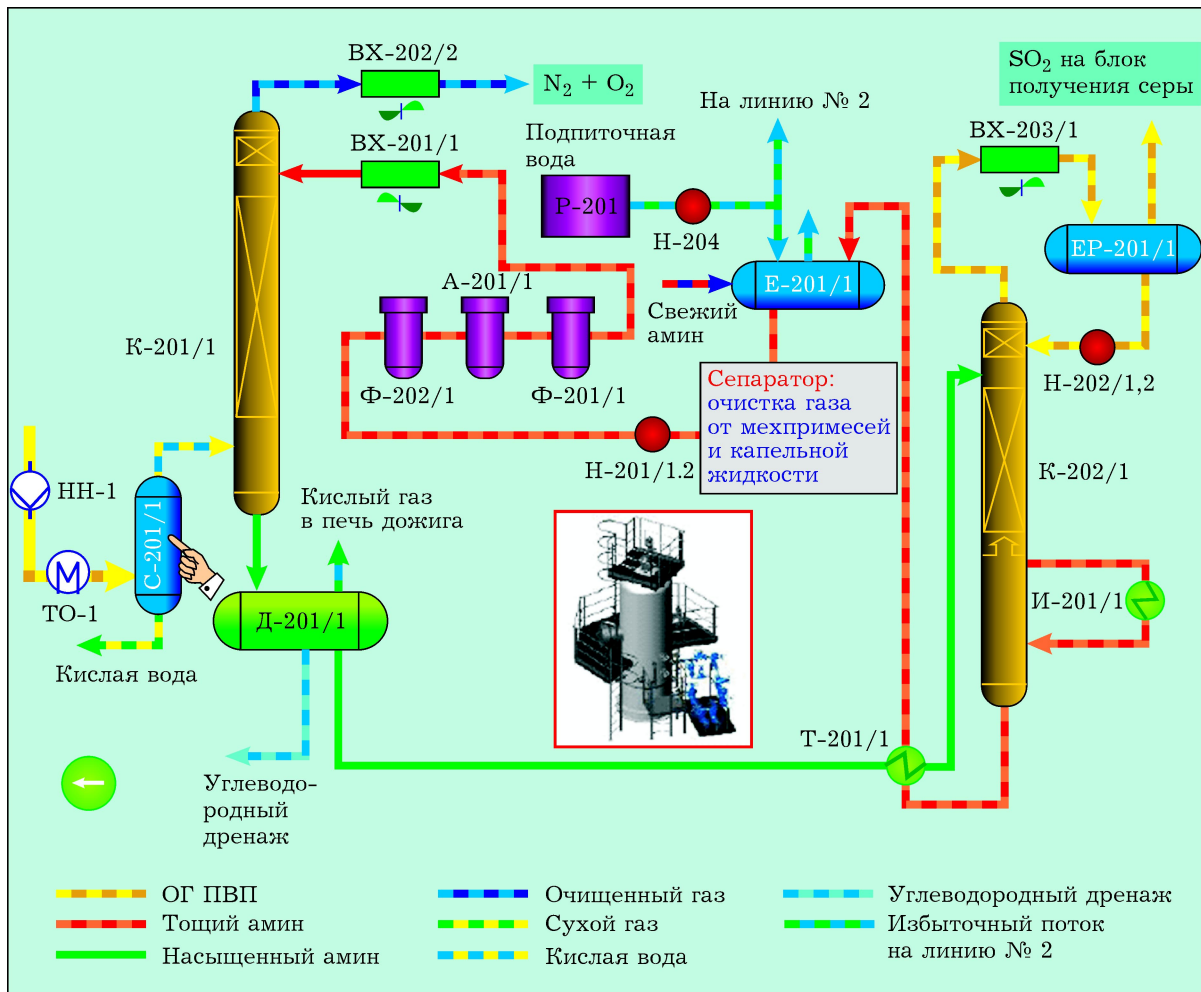 ВХ-202/2
N₂ + O₂
SO₂ на блок
получения серы
На линию № 2
ВХ-201/1
Подпиточная
вода
Р-201
Н-204
ВХ-203/1
ЕР-201/1
А-201/1
Е-201/1
Свежий
амин
К-201/1
Ф-202/1
Ф-201/1
Н-202/1,2
Сепаратор:
очистка газа
от мехпримесей
и капельной
жидкости
Н-201/1.2
К-202/1
НН-1
С-201/1
Кислый газ
в печь дожига
ТО-1
Д-201/1
И-201/1
Кислая вода
Т-201/1
Углеводо-
родный
дренаж
ОГ ПВП
Тощий амин
Насыщенный амин
Очищенный газ
Сухой газ
Кислая вода
Углеводородный дренаж
Избыточный поток
на линию № 2